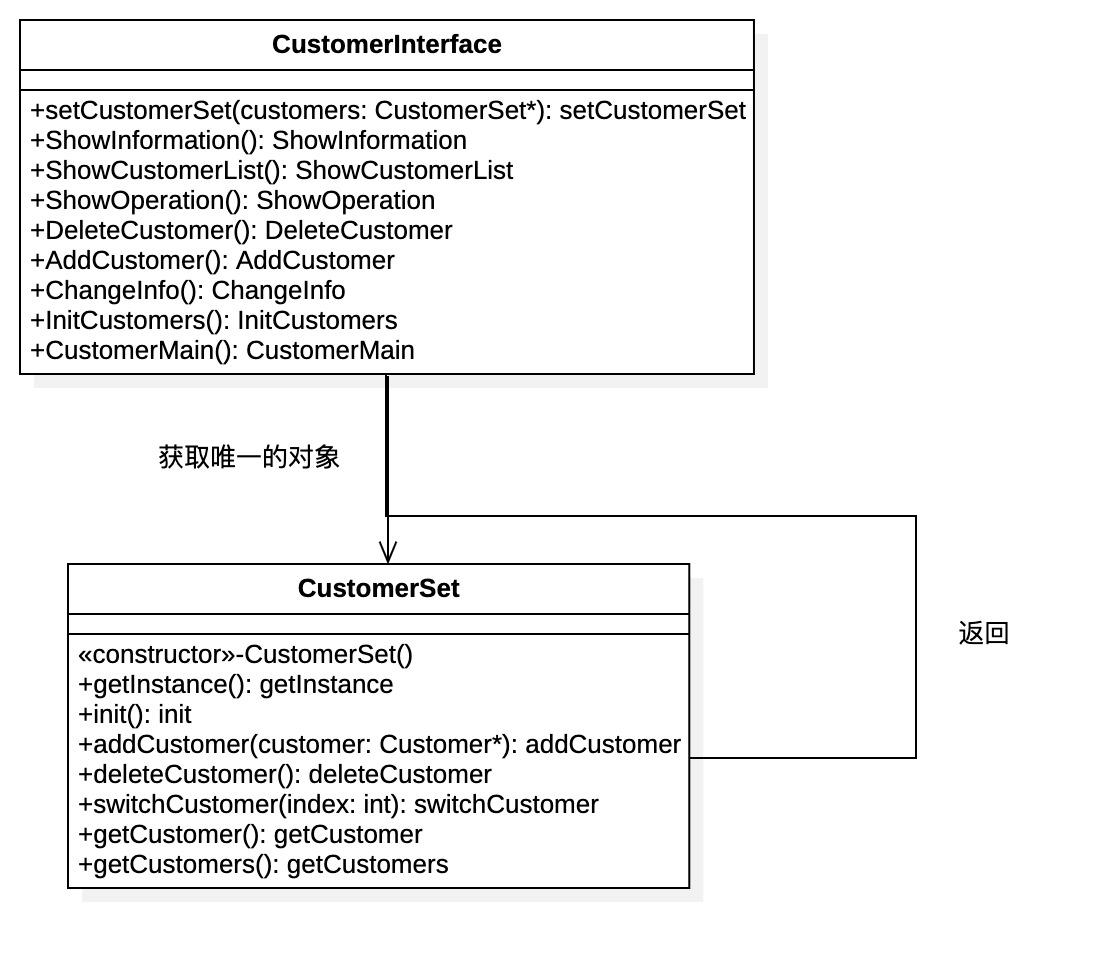 CustomerInterface
+setCustomerSet(customers: CustomerSet*): setCustomerSet
+ShowInformation(): ShowInformation
+ShowCustomerList(): ShowCustomerList
+ShowOperation(): ShowOperation
+DeleteCustomer(): DeleteCustomer
+AddCustomer(): AddCustomer
+ChangeInfo(): ChangeInfo
+InitCustomers(): InitCustomers
+CustomerMain(): CustomerMain
获取唯一的对象
CustomerSet
«constructor»-CustomerSet()
+getInstance(): getInstance
+init(): init
+addCustomer(customer: Customer*): addCustomer
+deleteCustomer(): deleteCustomer
+switchCustomer(index: int): switchCustomer
+getCustomer(): getCustomer
+getCustomers(): getCustomers
返回